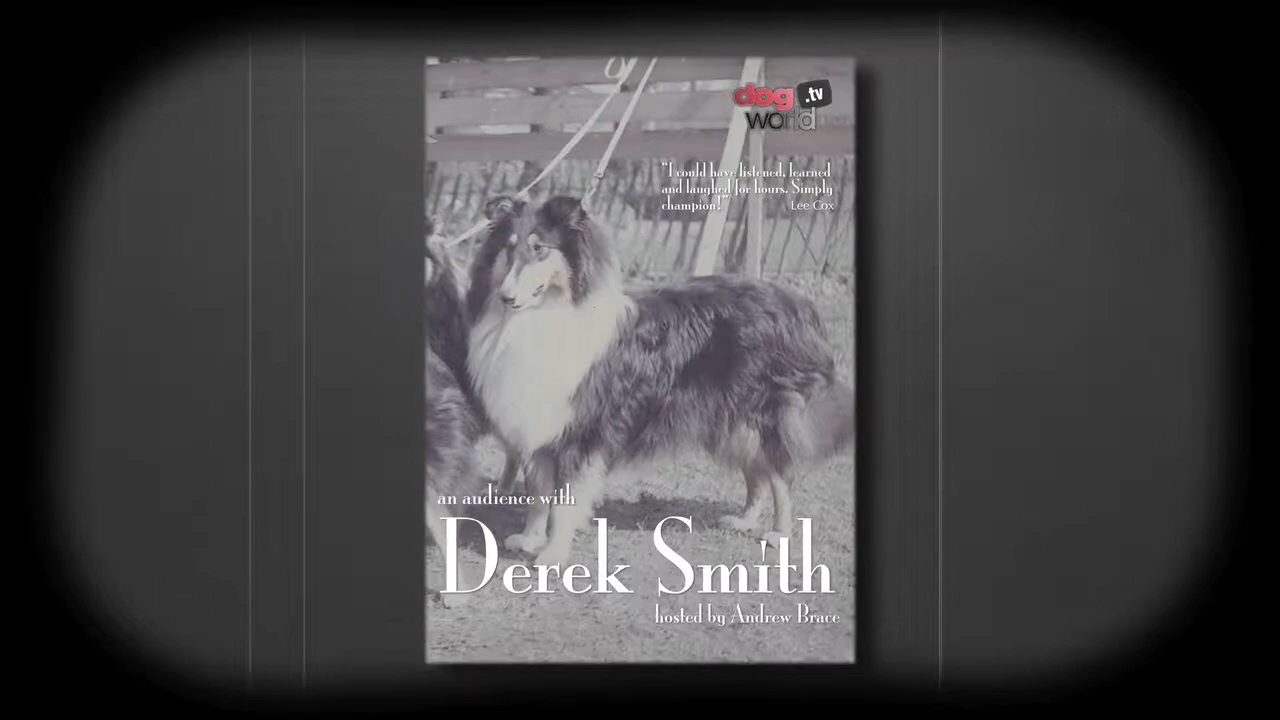 dog .tv
world
"I could have listened, learned
and laughed for hours. Simply
champion!" Lee Cox
an audience with
Derek Smith
hosted by Andrew Brace